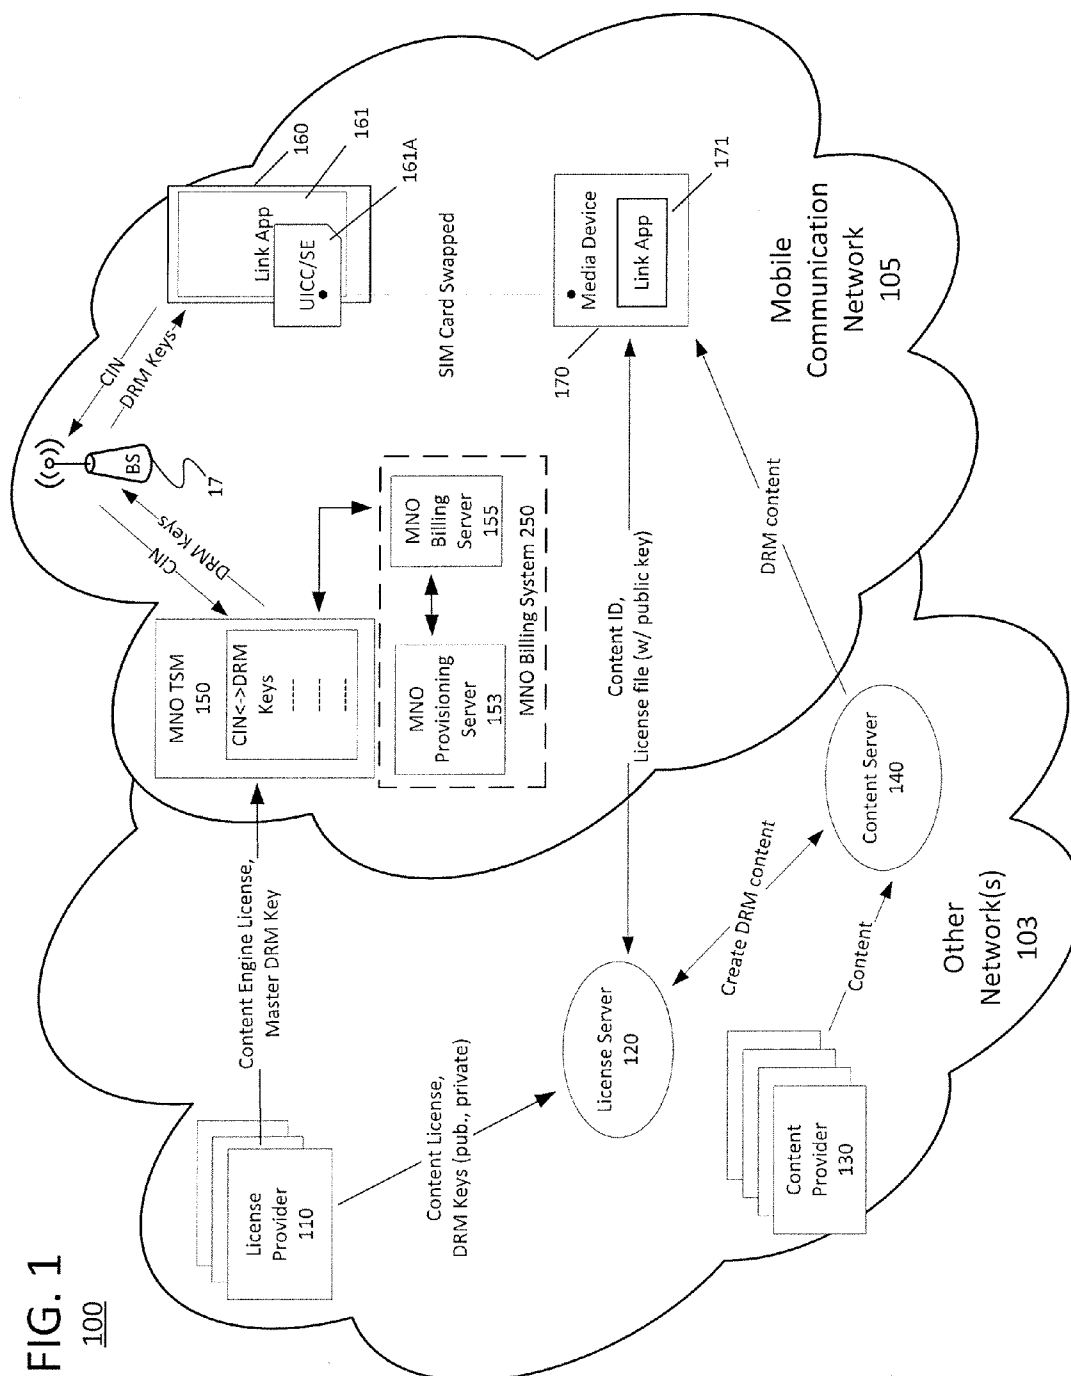 FIG. 1
100
License
Provider
110
Content Engine License,
Master DRM Key
MNO TSM
150
CIN<->DRM
Keys
-----
-----
-----
CIN
DRM Keys
BS
17
CIN
DRM Keys
Link App
UICC/SE
160
161
161A
Content License,
DRM Keys (pub., private)
MNO
Provisioning
Server
153
MNO
Billing
Server
155
MNO Billing System 250
SIM Card Swapped
License Server
120
Content ID,
License file (w/ public key)
170
Media Device
Link App
171
Create DRM content
DRM content
Content
Provider
130
Content
Content Server
140
Mobile
Communication
Network
105
Other
Network(s)
103